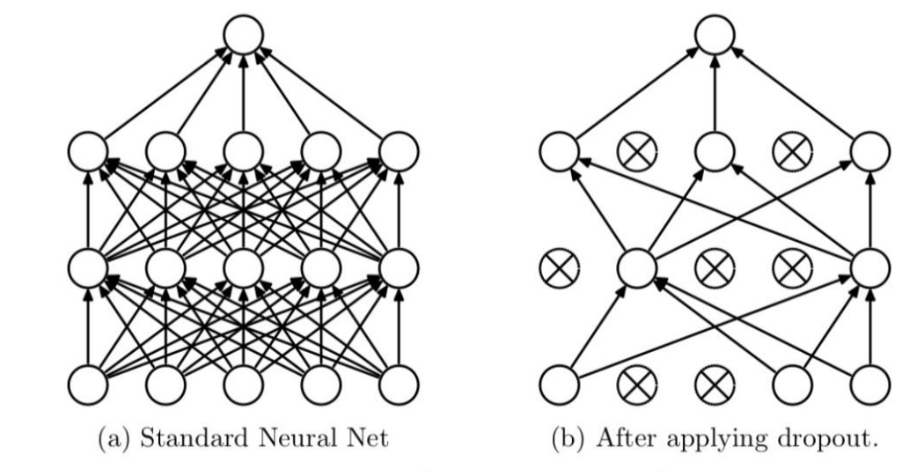 (a) Standard Neural Net
(b) After applying dropout.